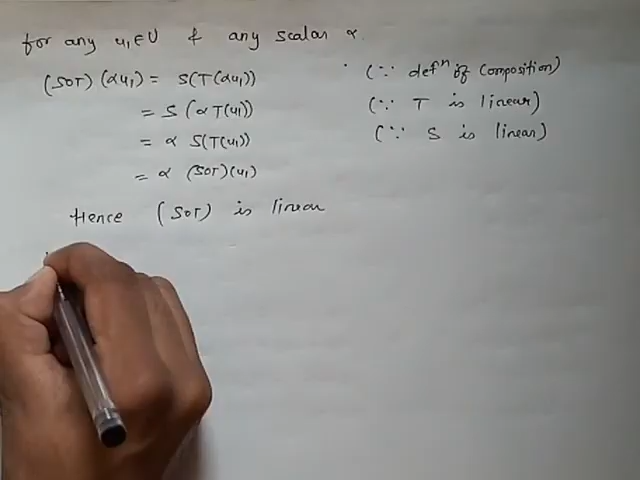 for any u₁∈U & any scalar α.
(SoT)(αu₁) = S(T(αu₁)) (∵ defⁿ of composition)
= S(αT(u₁)) (∵ T is linear)
= α S(T(u₁)) (∵ S is linear)
= α (SoT)(u₁)
Hence (SoT) is linear